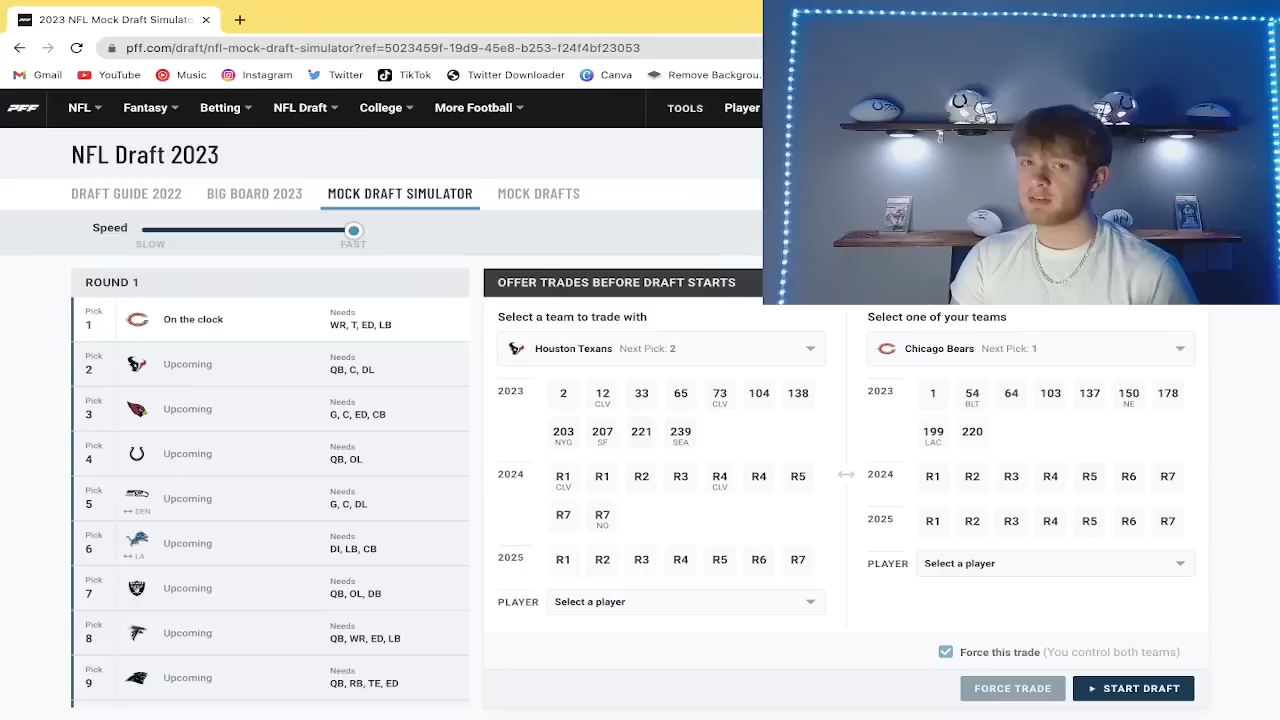 2023 NFL Mock Draft Simulato
pff.com/draft/nfl-mock-draft-simulator?ref=5023459f-19d9-45e8-b253-f24f4bf23053
Gmail YouTube Music Instagram Twitter TikTok Twitter Downloader Canva Remove Backgrou
PFF NFL Fantasy Betting NFL Draft College More Football TOOLS Player
NFL Draft 2023
DRAFT GUIDE 2022 BIG BOARD 2023 MOCK DRAFT SIMULATOR MOCK DRAFTS
Speed
SLOW FAST
ROUND 1
Pick 1 On the clock Needs WR, T, ED, LB
Pick 2 Upcoming Needs QB, C, DL
Pick 3 Upcoming Needs G, C, ED, CB
Pick 4 Upcoming Needs QB, OL
Pick 5 DEN Upcoming Needs G, C, DL
Pick 6 LA Upcoming Needs DI, LB, CB
Pick 7 Upcoming Needs QB, OL, DB
Pick 8 Upcoming Needs QB, WR, ED, LB
Pick 9 Upcoming Needs QB, RB, TE, ED
OFFER TRADES BEFORE DRAFT STARTS
Select a team to trade with
Houston Texans Next Pick: 2
2023 2 12 33 65 73 104 138
CLV CLV
203 207 221 239
NYG SF SEA
2024 R1 R1 R2 R3 R4 R4 R5
CLV CLV
R7 R7
NO
2025 R1 R2 R3 R4 R5 R6 R7
PLAYER Select a player
Select one of your teams
Chicago Bears Next Pick: 1
2023 1 54 64 103 137 150 178
BLT NE
199 220
LAC
2024 R1 R2 R3 R4 R5 R6 R7
2025 R1 R2 R3 R4 R5 R6 R7
PLAYER Select a player
Force this trade (You control both teams)
FORCE TRADE START DRAFT